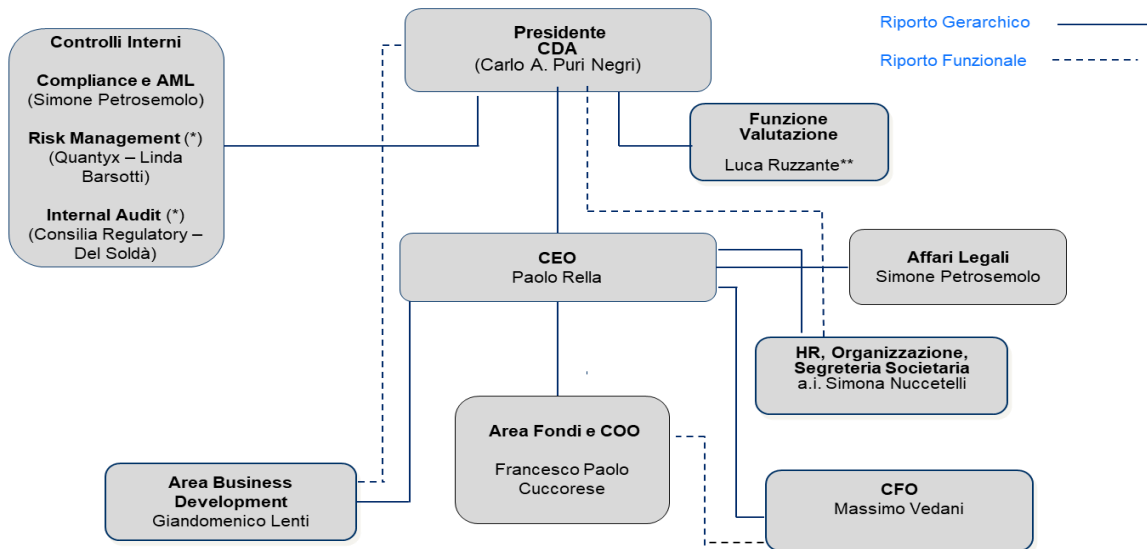 Controlli Interni
Compliance e AML
(Simone Petrosemolo)
Risk Management (*)
(Quantyx – Linda
Barsotti)
Internal Audit (*)
(Consilia Regulatory –
Del Soldà)
Presidente
CDA
(Carlo A. Puri Negri)
Riporto Gerarchico
Riporto Funzionale
Funzione
Valutazione
Luca Ruzzante**
CEO
Paolo Rella
Affari Legali
Simone Petrosemolo
HR, Organizzazione,
Segreteria Societaria
a.i. Simona Nuccetelli
Area Fondi e COO
Francesco Paolo
Cuccorese
Area Business
Development
Giandomenico Lenti
CFO
Massimo Vedani